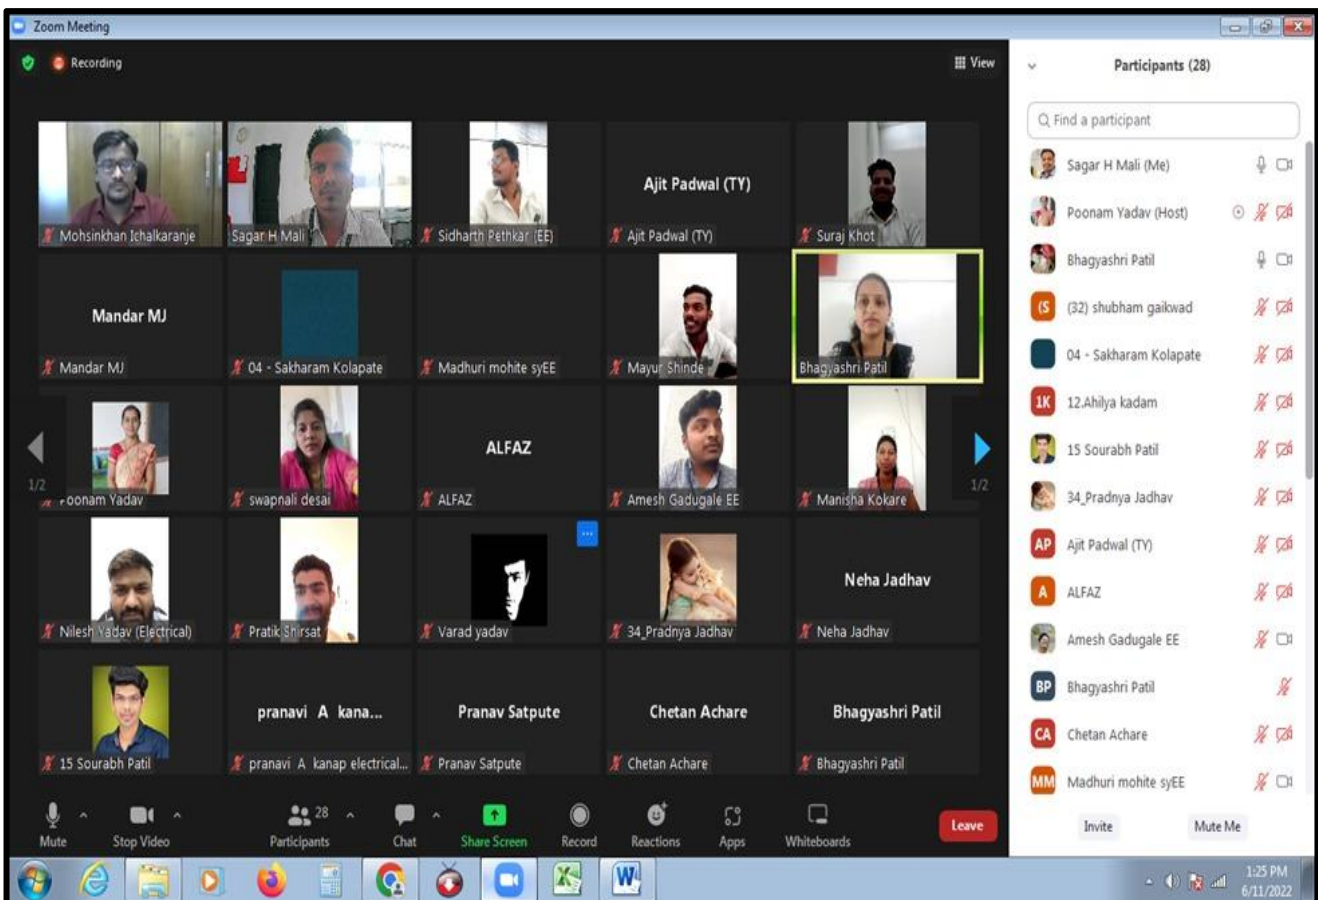 Zoom Meeting
Recording
View
Mohsinkhan Ichalkaranje
Sagar H Mali
Sidharth Pethkar (EE)
Ajit Padwal (TY)
Ajit Padwal (TY)
Suraj Khot
Mandar MJ
Mandar MJ
04 - Sakharam Kolapate
Madhuri mohite syEE
Mayur Shinde
Bhagyashri Patil
1/2
Poonam Yadav
swapnali desai
ALFAZ
ALFAZ
Amesh Gadugale EE
Manisha Kokare
1/2
Nilesh Yadav (Electrical)
Pratik Shirsat
Varad yadav
34_Pradnya Jadhav
Neha Jadhav
Neha Jadhav
15 Sourabh Patil
pranavi A kana...
pranavi A kanap electrical...
Pranav Satpute
Pranav Satpute
Chetan Achare
Chetan Achare
Bhagyashri Patil
Bhagyashri Patil
Mute
Stop Video
28
Participants
Chat
Share Screen
Record
Reactions
Apps
Whiteboards
Leave
Participants (28)
Find a participant
Sagar H Mali (Me)
Poonam Yadav (Host)
Bhagyashri Patil
(S
(32) shubham gaikwad
04 - Sakharam Kolapate
1K
12.Ahilya kadam
15 Sourabh Patil
34_Pradnya Jadhav
AP
Ajit Padwal (TY)
A
ALFAZ
Amesh Gadugale EE
BP
Bhagyashri Patil
CA
Chetan Achare
MM
Madhuri mohite syEE
Invite
Mute Me
1:25 PM
6/11/2022